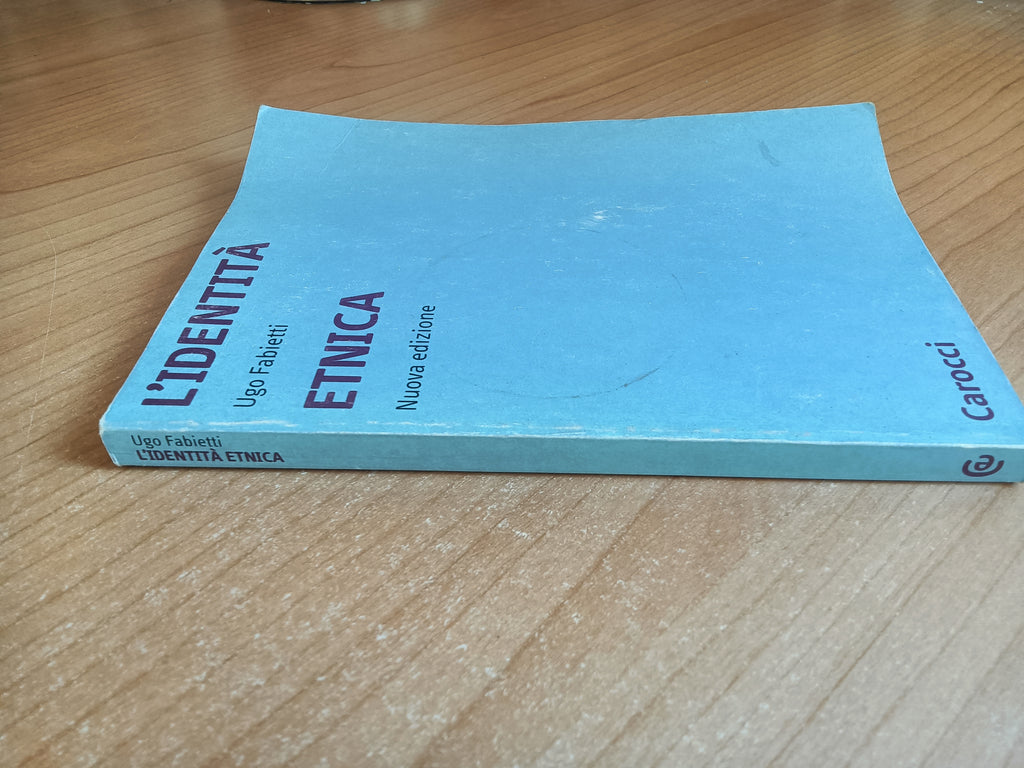 L'IDENTITÀ
Ugo Fabietti
ETNICA
Nuova edizione
Carocci
Ugo Fabietti
L'IDENTITÀ ETNICA